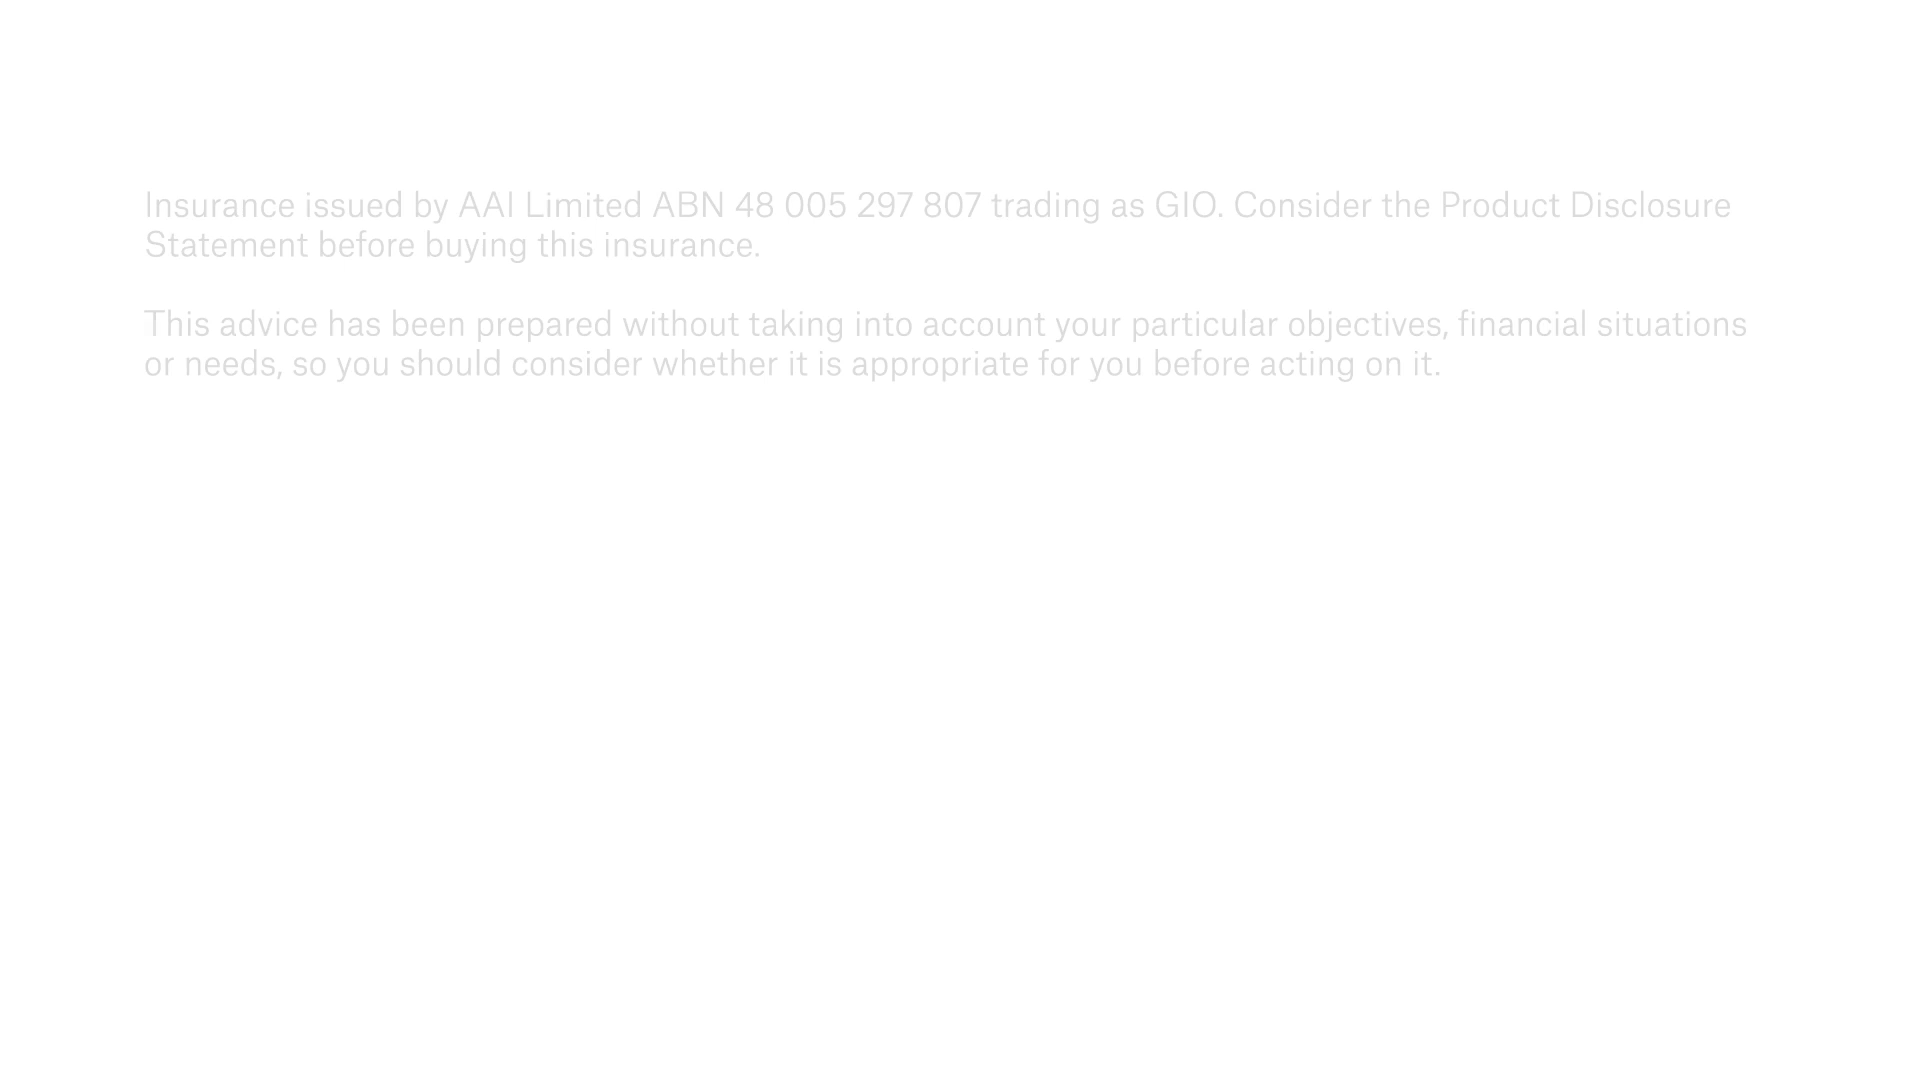 Insurance issued by AAI Limited ABN 48 005 297 807 trading as GIO. Consider the Product Disclosure
Statement before buying this insurance.
This advice has been prepared without taking into account your particular objectives, financial situations
or needs, so you should consider whether it is appropriate for you before acting on it.